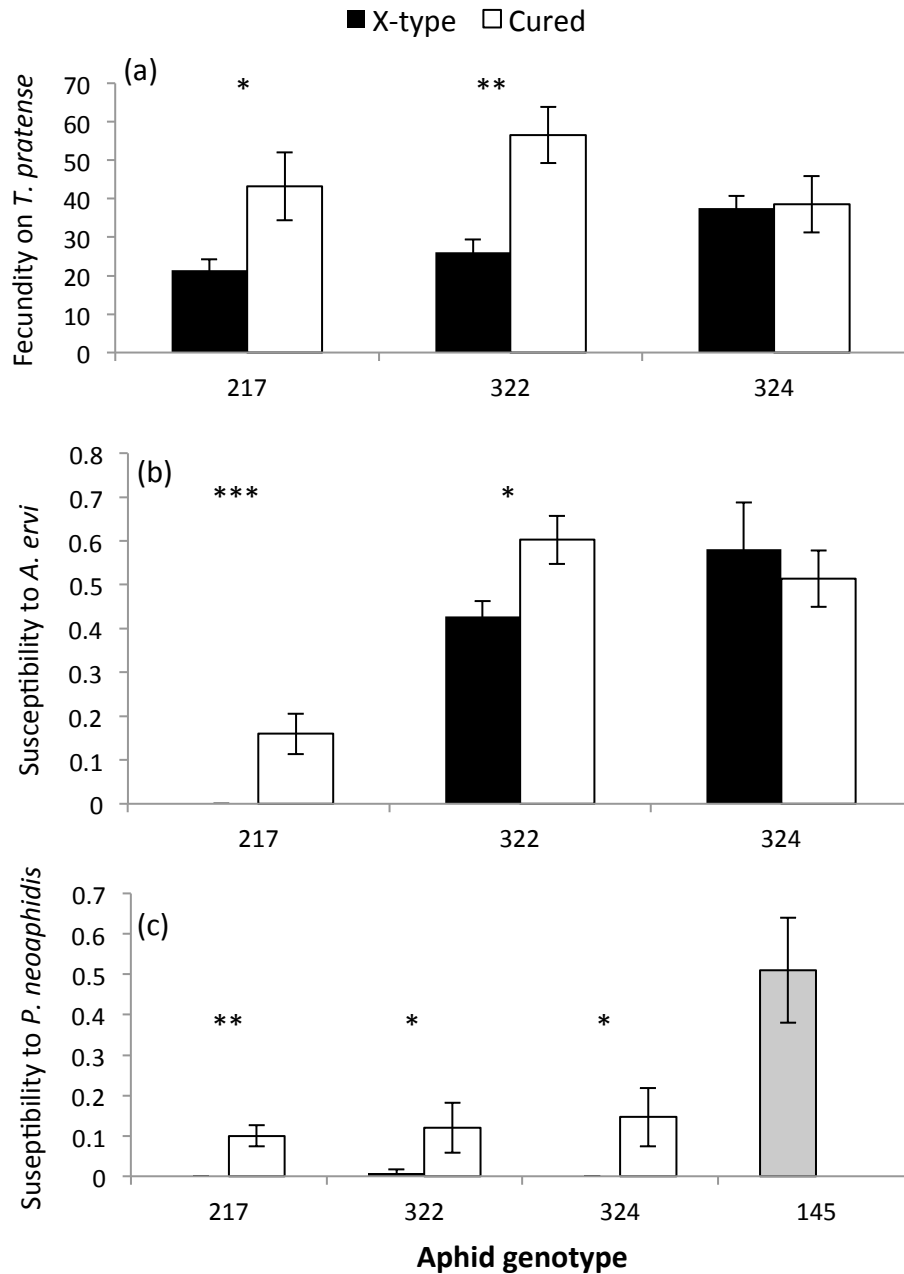 X-type Cured
(a)
Fecundity on T. pratense
70
60
50
40
30
20
10
0
* **
217 322 324
(b)
Susceptibility to A. ervi
0.8
0.7
0.6
0.5
0.4
0.3
0.2
0.1
0
*** *
217 322 324
(c)
Suseptibility to P. neoaphidis
0.7
0.6
0.5
0.4
0.3
0.2
0.1
0
** * *
217 322 324 145
Aphid genotype